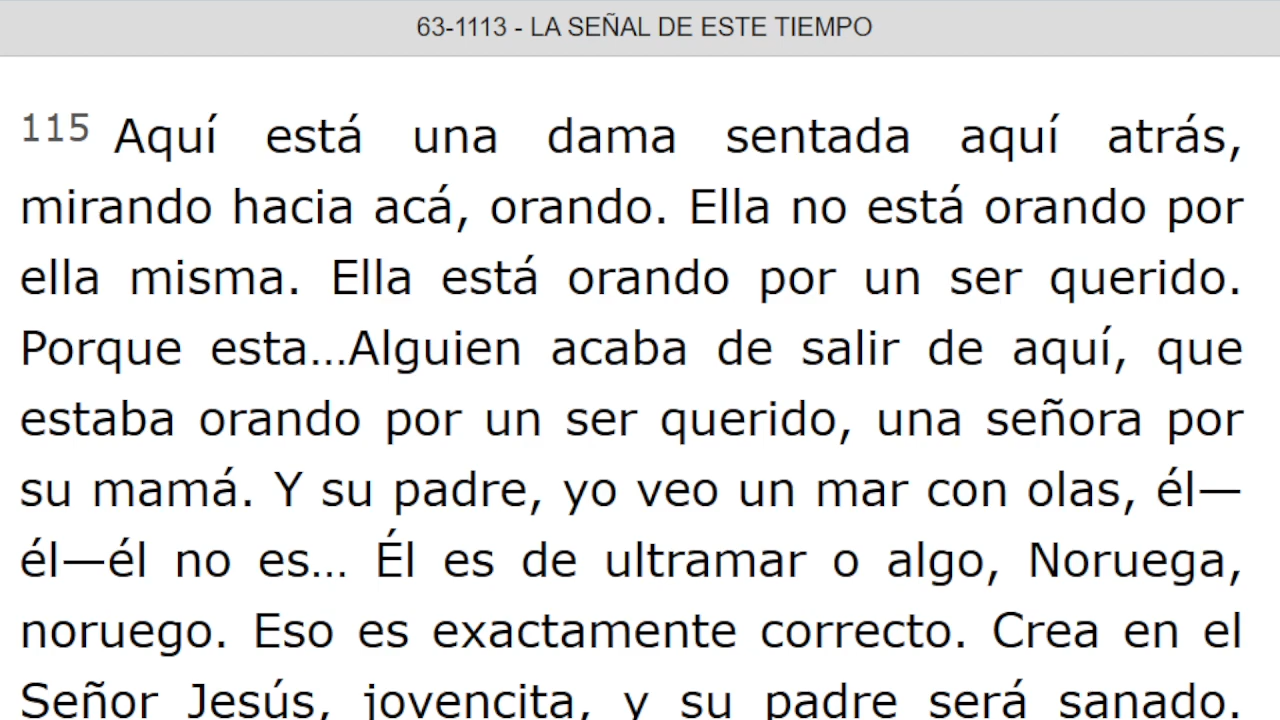 63-1113 - LA SEÑAL DE ESTE TIEMPO
115 Aquí está una dama sentada aquí atrás,
mirando hacia acá, orando. Ella no está orando por
ella misma. Ella está orando por un ser querido.
Porque esta…Alguien acaba de salir de aquí, que
estaba orando por un ser querido, una señora por
su mamá. Y su padre, yo veo un mar con olas, él—
él—él no es… Él es de ultramar o algo, Noruega,
noruego. Eso es exactamente correcto. Crea en el
Señor Jesús, jovencita, y su padre será sanado.